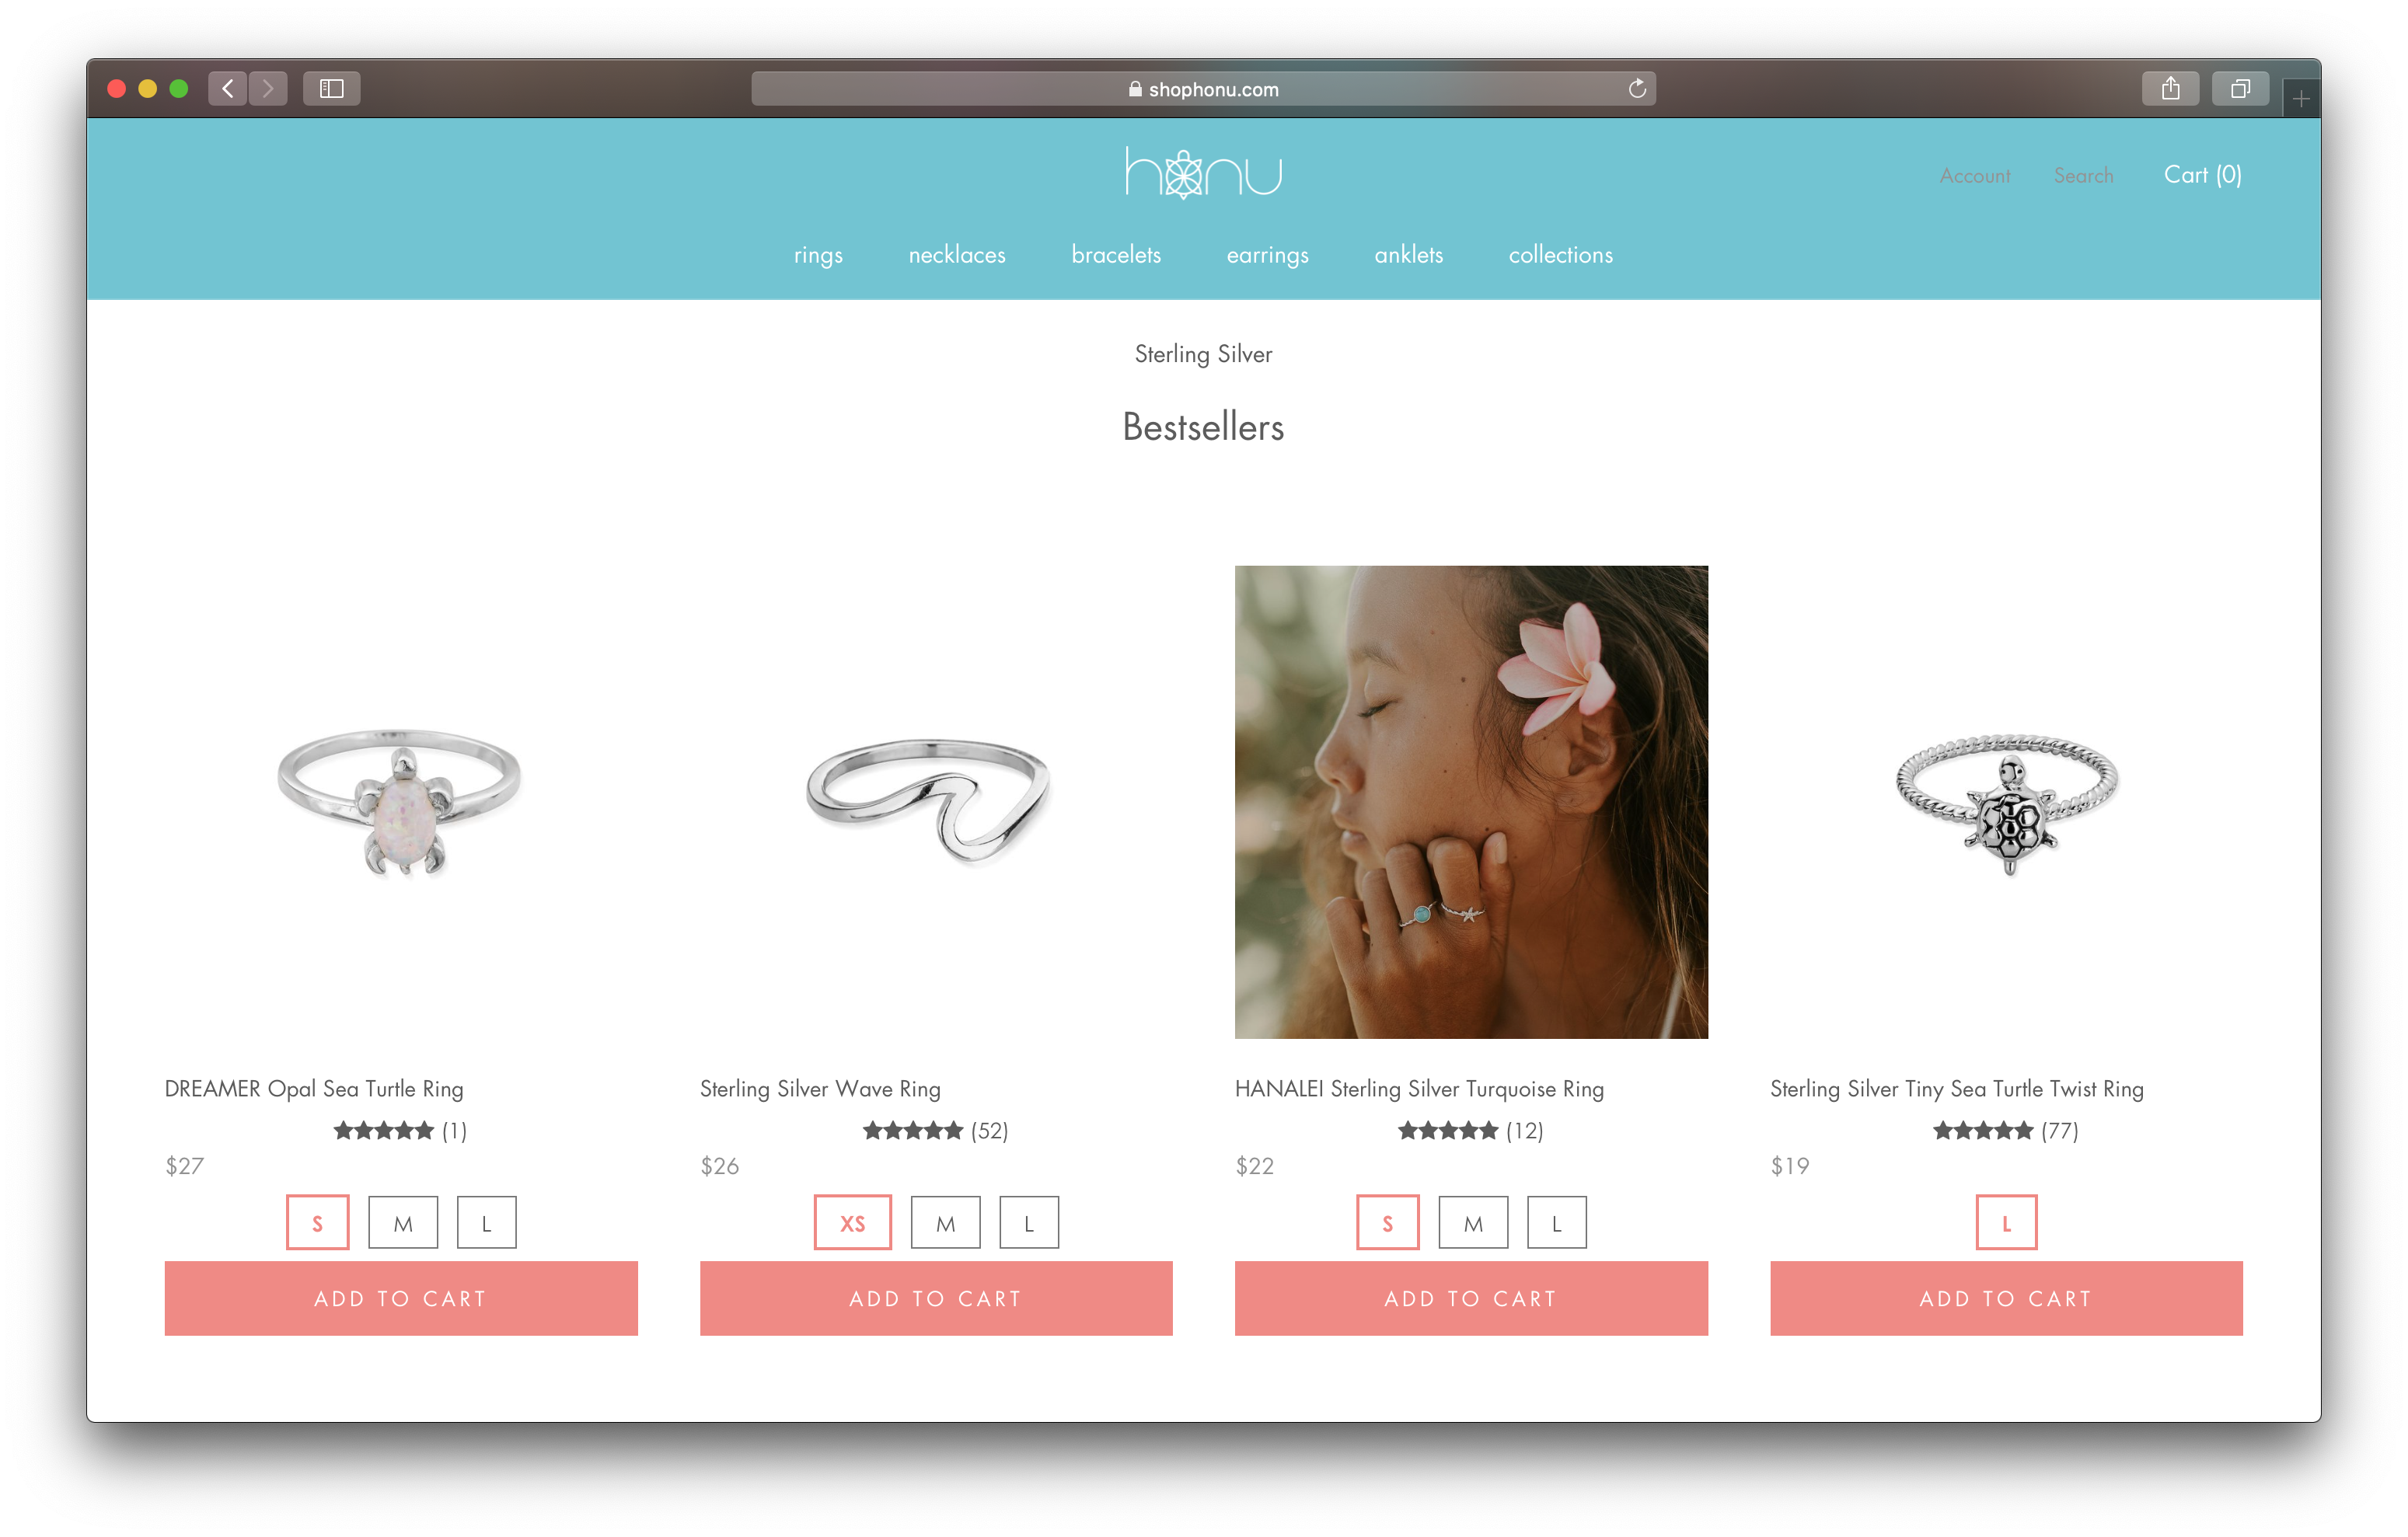 shophonu.com
honu
Account Search Cart (0)
rings necklaces bracelets earrings anklets collections
Sterling Silver
Bestsellers
DREAMER Opal Sea Turtle Ring
★★★★★ (1)
$27
S M L
ADD TO CART
Sterling Silver Wave Ring
★★★★★ (52)
$26
XS M L
ADD TO CART
HANALEI Sterling Silver Turquoise Ring
★★★★★ (12)
$22
S M L
ADD TO CART
Sterling Silver Tiny Sea Turtle Twist Ring
★★★★★ (77)
$19
L
ADD TO CART